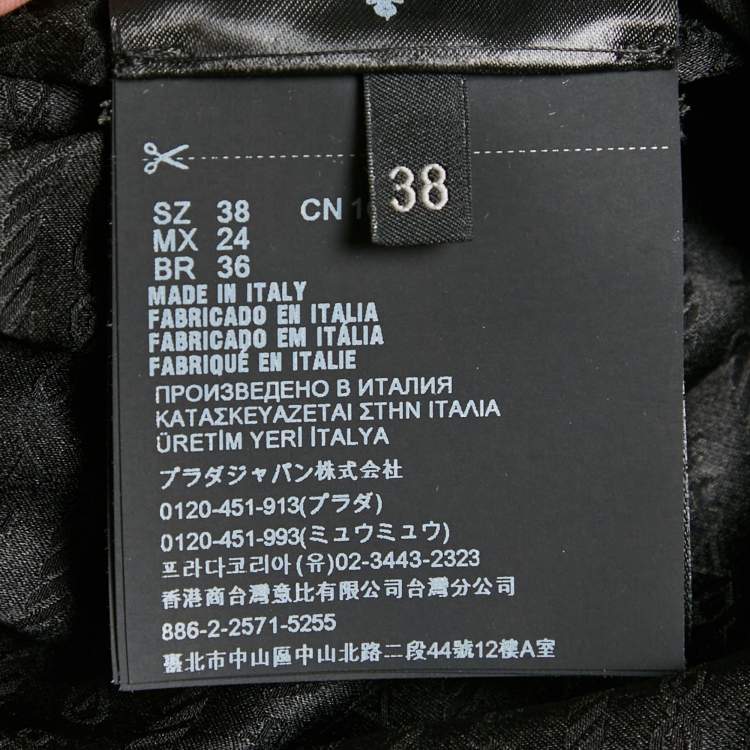 38
SZ 38 CN
MX 24
BR 36
MADE IN ITALY
FABRICADO EN ITALIA
FABRICADO EM ITÁLIA
FABRIQUÉ EN ITALIE
ПРОИЗВЕДЕНО В ИТАЛИЯ
ΚΑΤΑΣΚΕΥΑΖΕΤΑΙ ΣΤΗΝ ΙΤΑΛΙΑ
ÜRETİM YERİ İTALYA
プラダジャパン株式会社
0120-451-913(プラダ)
0120-451-993(ミュウミュウ)
프라다코리아(유)02-3443-2323
香港商台灣意比有限公司台灣分公司
886-2-2571-5255
臺北市中山區中山北路二段44號12樓A室